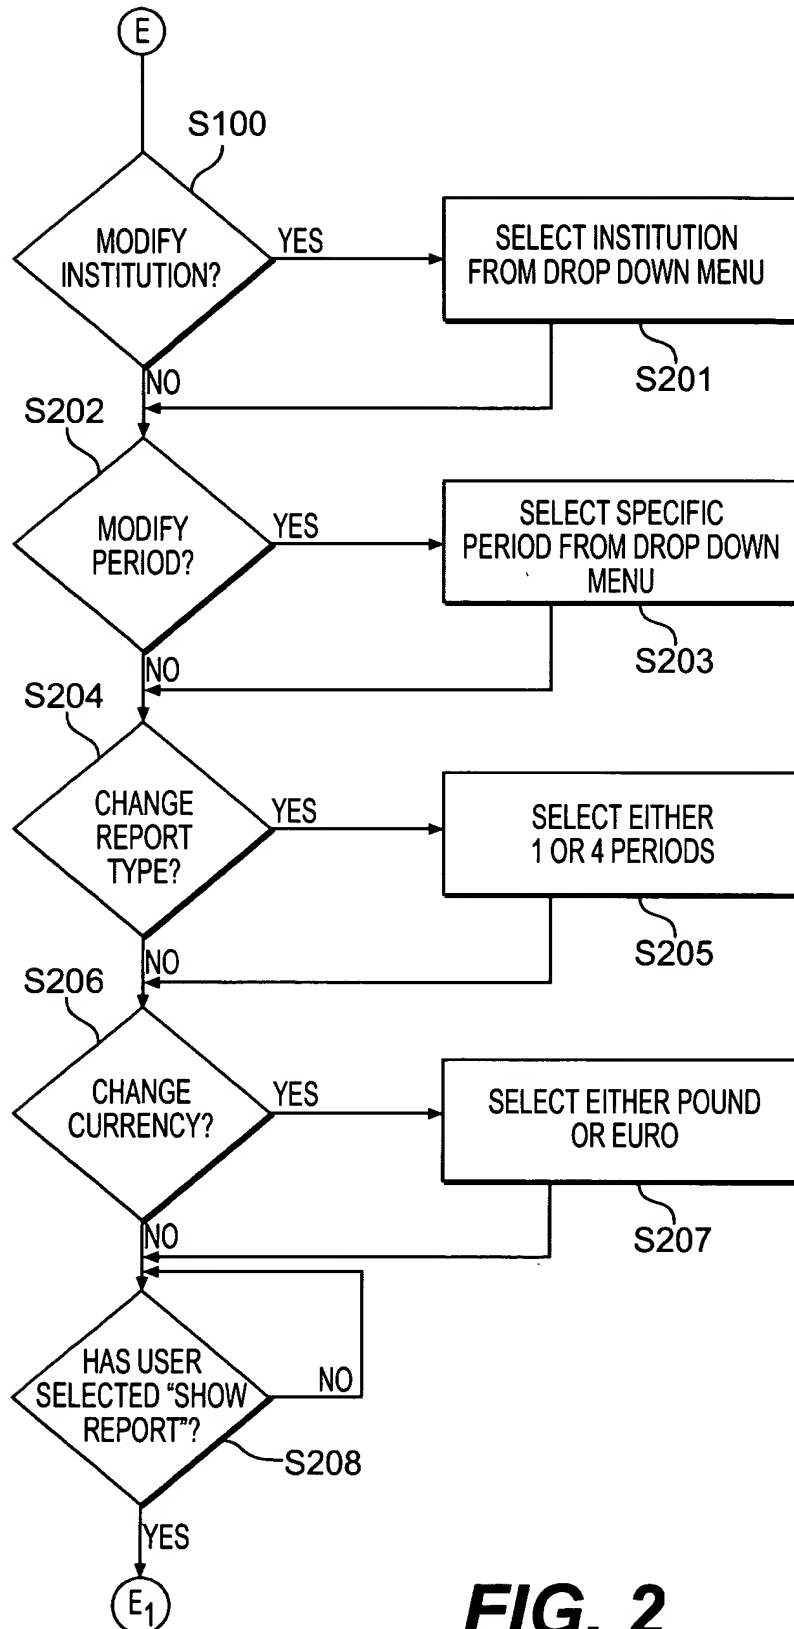 E
S100
MODIFY
INSTITUTION?
YES
SELECT INSTITUTION
FROM DROP DOWN MENU
S201
NO
S202
MODIFY
PERIOD?
YES
SELECT SPECIFIC
PERIOD FROM DROP DOWN
MENU
S203
NO
S204
CHANGE
REPORT
TYPE?
YES
SELECT EITHER
1 OR 4 PERIODS
S205
NO
S206
CHANGE
CURRENCY?
YES
SELECT EITHER POUND
OR EURO
S207
NO
HAS USER
SELECTED “SHOW
REPORT”?
NO
S208
YES
E1
FIG. 2